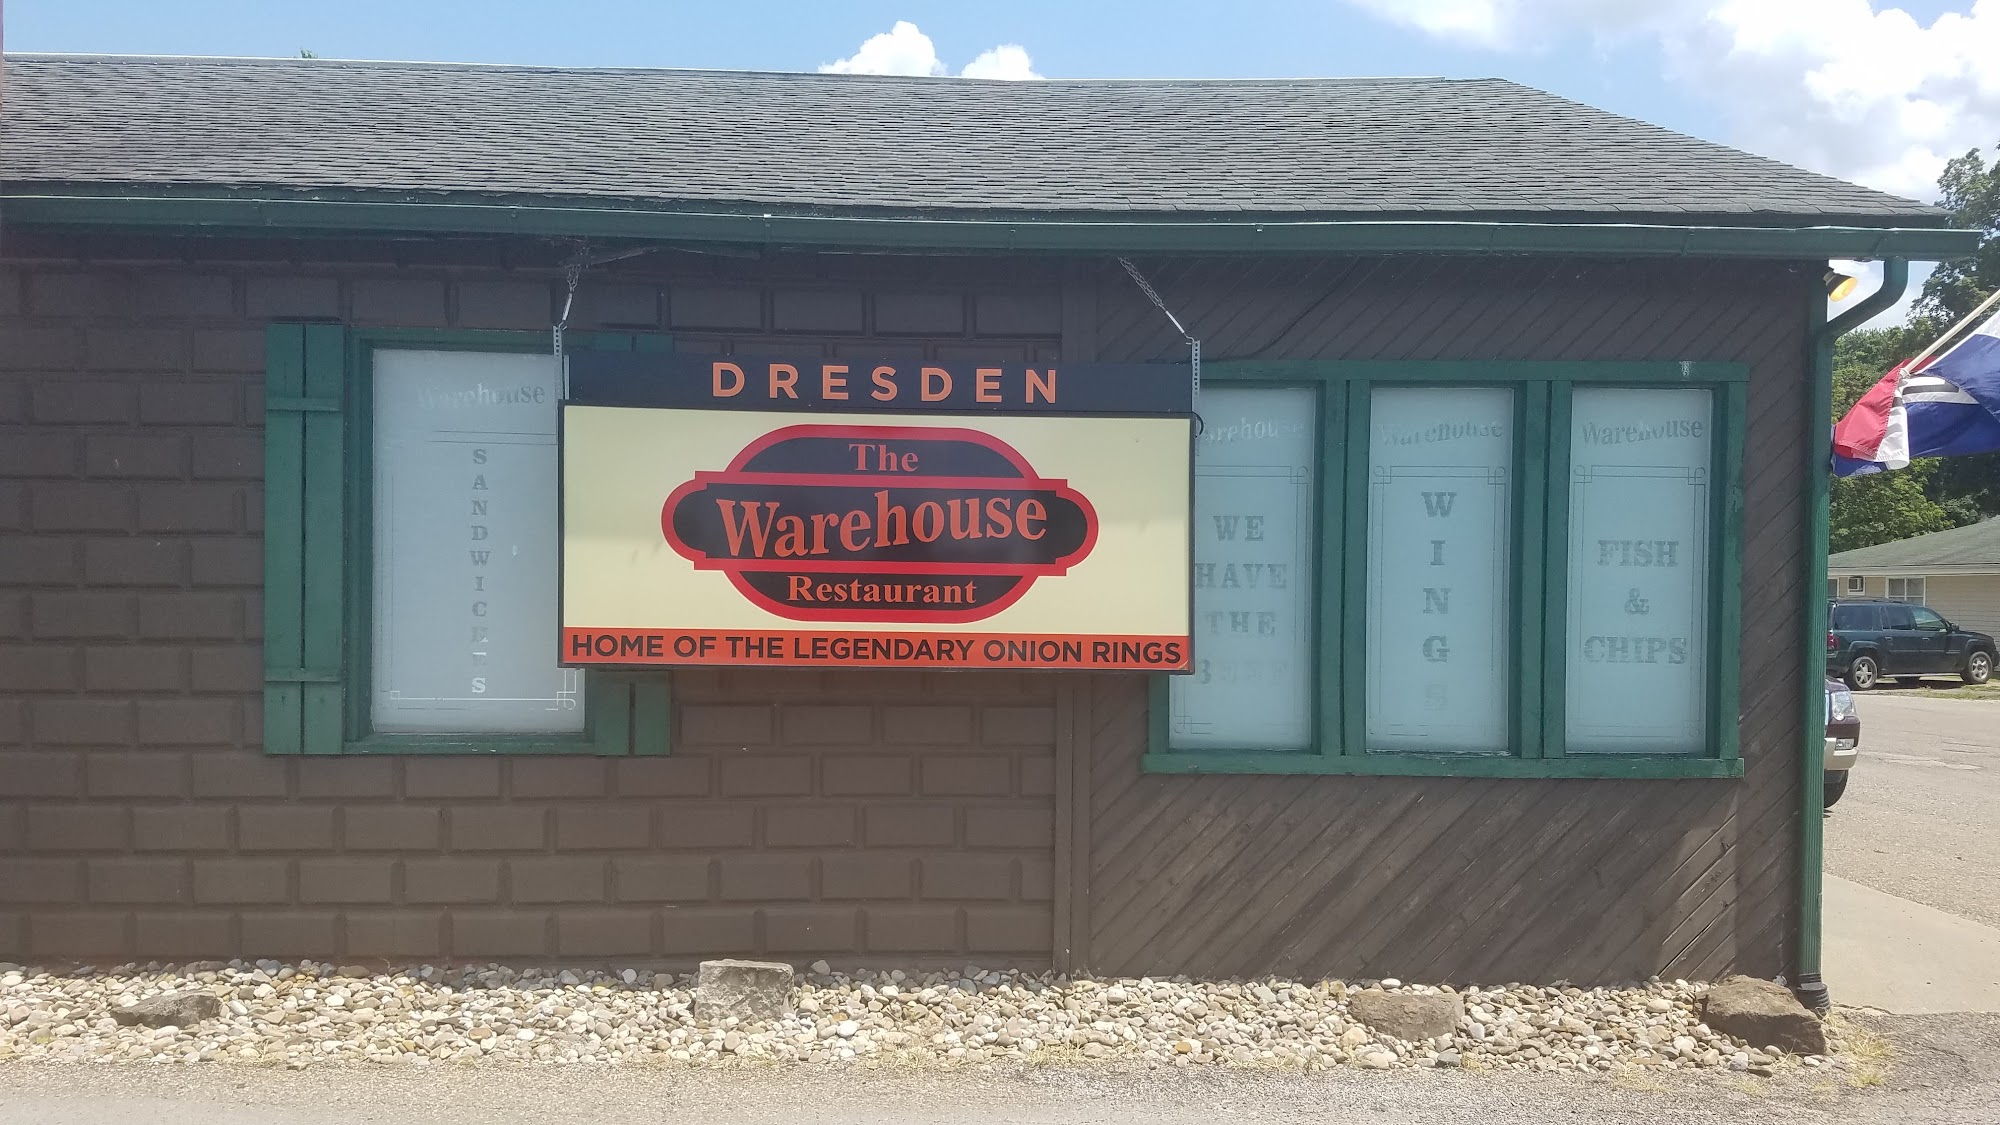 Warehouse
SANDWICHES
DRESDEN
The
Warehouse
Restaurant
HOME OF THE LEGENDARY ONION RINGS
Warehouse
WE
HAVE
THE
BEEF
Warehouse
WINGS
Warehouse
FISH
&
CHIPS